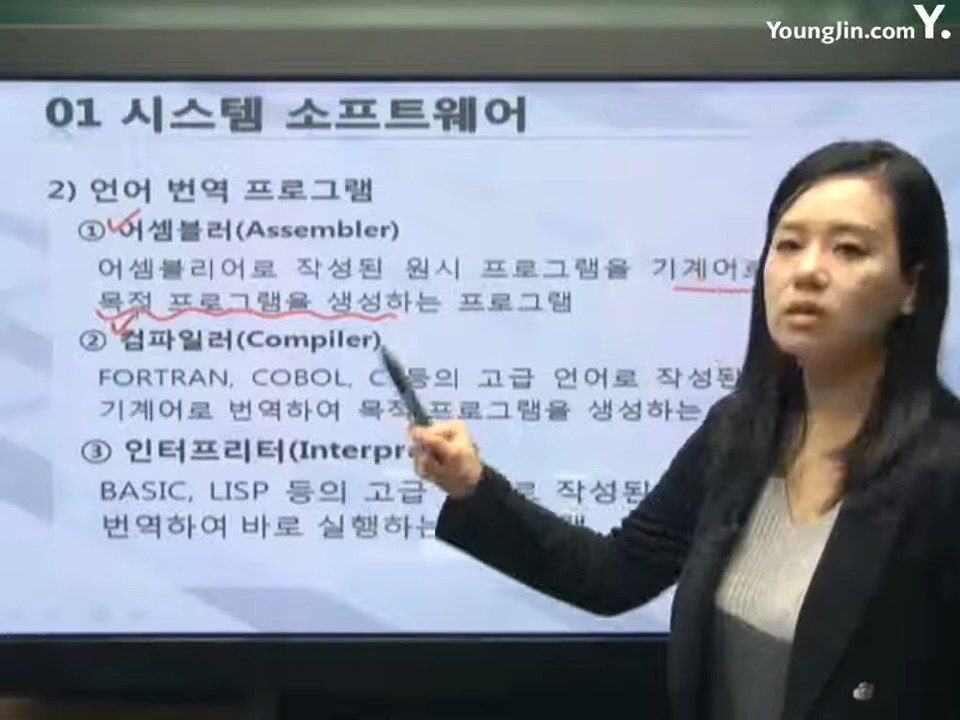 YoungJin.com Y.
01 시스템 소프트웨어
2) 언어 번역 프로그램
① 어셈블러(Assembler)
어셈블리어로 작성된 원시 프로그램을 기계어로
목적 프로그램을 생성하는 프로그램
② 컴파일러(Compiler)
FORTRAN, COBOL, C 등의 고급 언어로 작성된
기계어로 번역하여 목적 프로그램을 생성하는
③ 인터프리터(Interpre
BASIC, LISP 등의 고급 로 작성된
번역하여 바로 실행하는